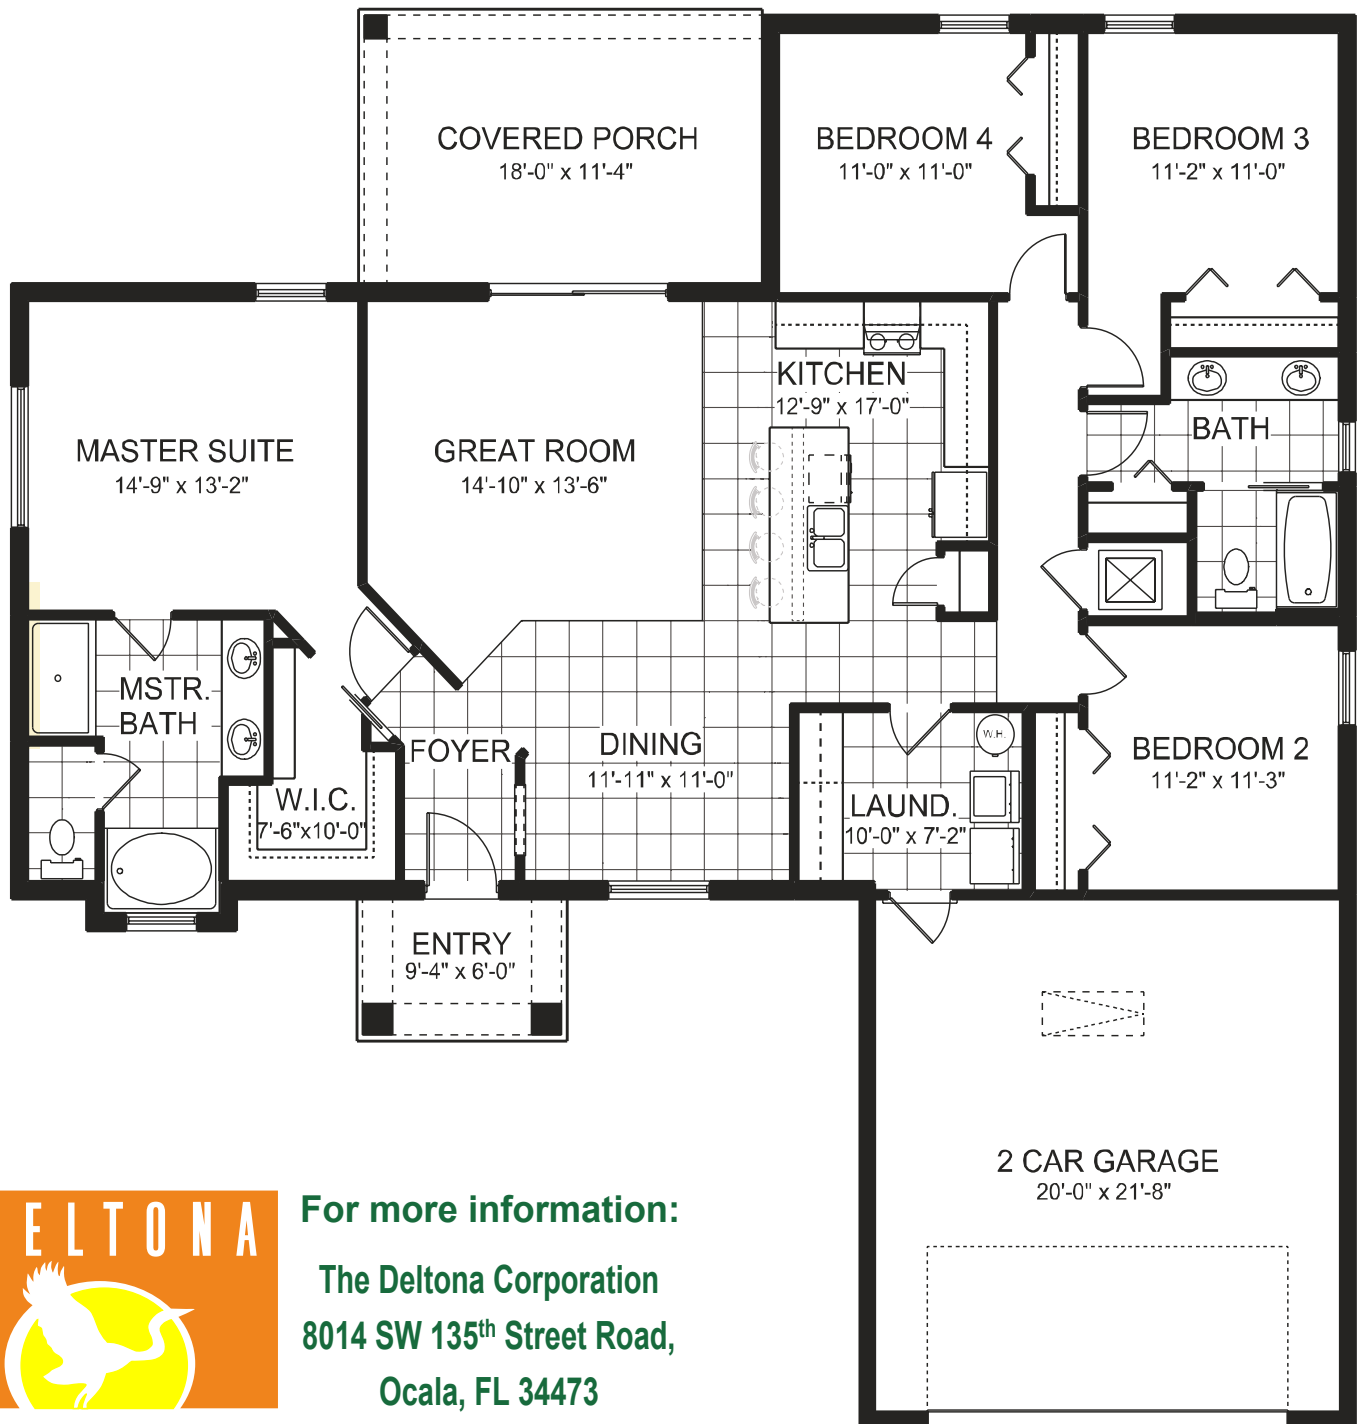 COVERED PORCH
18'-0" x 11'-4"
BEDROOM 4
11'-0" x 11'-0"
BEDROOM 3
11'-2" x 11'-0"
KITCHEN
12'-9" x 17'-0"
MASTER SUITE
14'-9" x 13'-2"
GREAT ROOM
14'-10" x 13'-6"
BATH
MSTR.
BATH
FOYER
DINING
11'-11" x 11'-0"
W.H.
BEDROOM 2
11'-2" x 11'-3"
W.I.C.
7'-6"x10'-0"
LAUND.
10'-0" x 7'-2"
ENTRY
9'-4" x 6'-0"
2 CAR GARAGE
20'-0" x 21'-8"
ELTONA
For more information:
The Deltona Corporation
8014 SW 135th Street Road,
Ocala, FL 34473